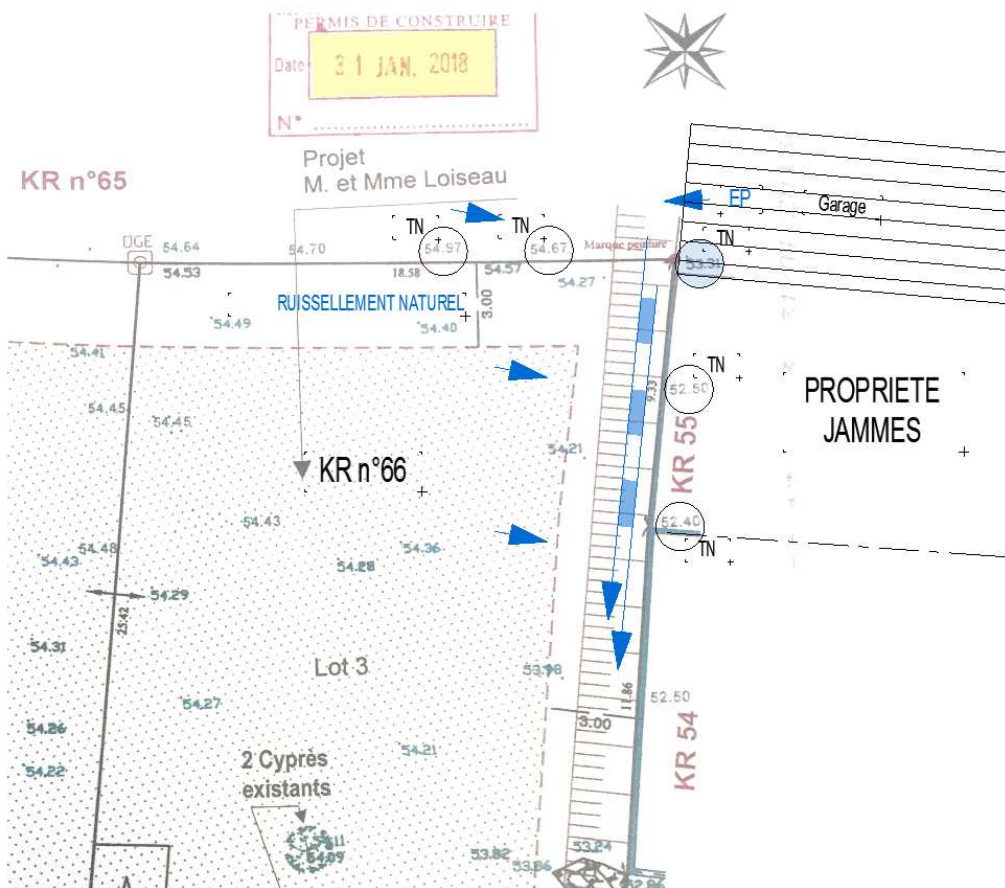 PERMIS DE CONSTRUIRE
Date 31 JAN. 2018
N° ....................
Projet
M. et Mme Loiseau
KR n°65
EP
Garage
TN
TN
TN
Marque peinture
OGE
54.64
54.70
54.97
54.67
53.31
54.53
18.58
54.57
54.27
RUISSELLEMENT NATUREL
3.00
54.49
54.40
54.41
TN
52.50
9.33
PROPRIETE
JAMMES
54.45
54.45
54.21
KR 55
KR n°66
54.43
52.40
54.48
54.43
54.36
54.28
TN
54.29
25.42
54.31
Lot 3
53.98
11.86
52.50
54.27
3.00
54.26
54.21
KR 54
54.22
2 Cyprès
existants
54.11
54.09
53.82
53.86
53.24
52.86
A